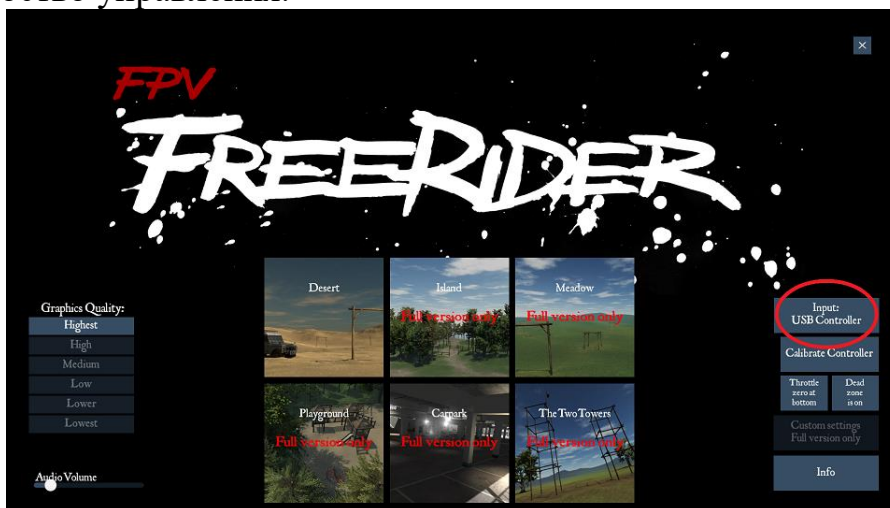 FPV
FREERIDER
×
Desert
Island
Full version only
Meadow
Full version only
Playground
Full version only
Carpark
Full version only
The Two Towers
Full version only
Graphics Quality:
Highest
High
Medium
Low
Lower
Lowest
Audio Volume
Input:
USB Controller
Calibrate Controller
Throttle
zero at
bottom
Dead
zone
is on
Custom settings
Full version only
Info